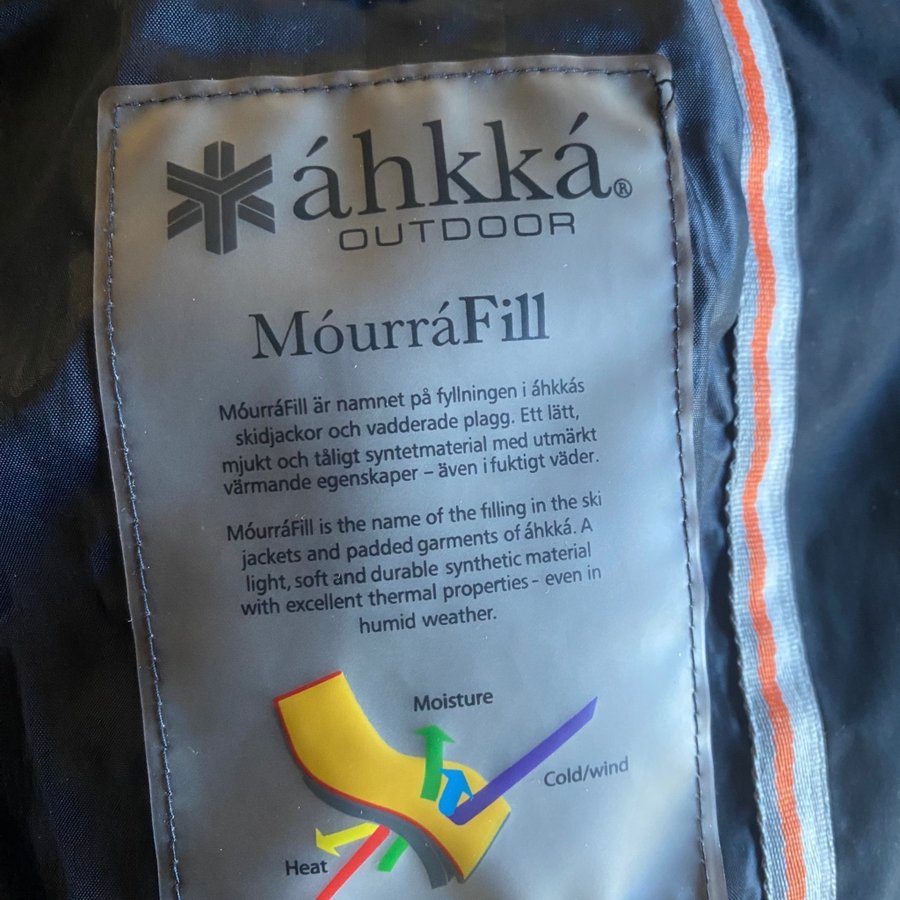 áhkká®
OUTDOOR
MóurráFill
MóurráFill är namnet på fyllningen i áhkkás
skidjackor och vadderade plagg. Ett lätt,
mjukt och tåligt syntetmaterial med utmärkt
värmande egenskaper – även i fuktigt väder.
MóurráFill is the name of the filling in the ski
jackets and padded garments of áhkká. A
light, soft and durable synthetic material
with excellent thermal properties - even in
humid weather.
Moisture
Cold/wind
Heat